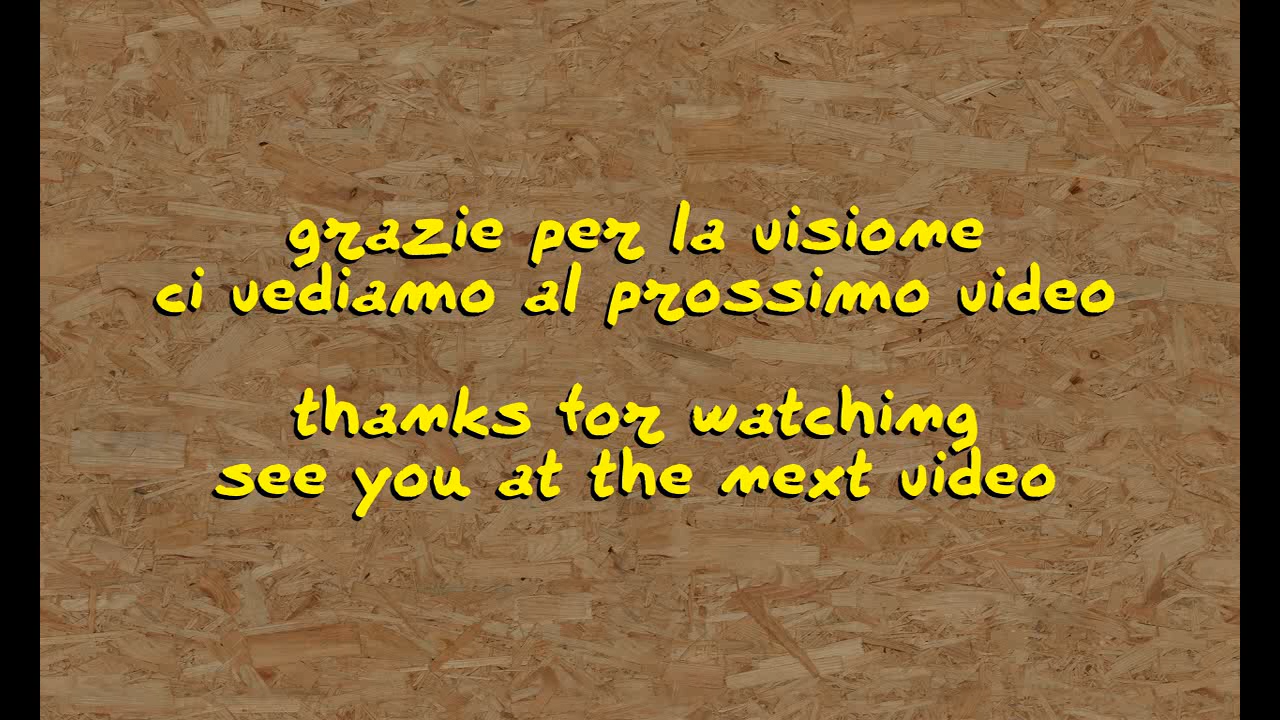 grazie per la visione
ci vediamo al prossimo video
thanks for watching
see you at the next video